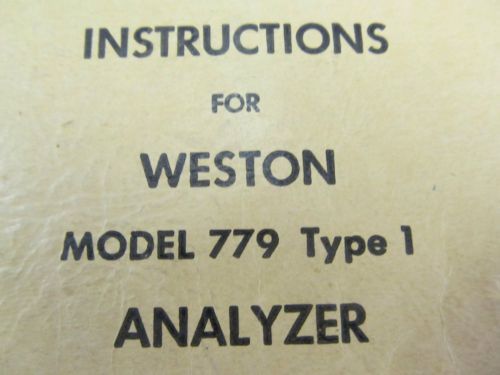 INSTRUCTIONS
FOR
WESTON
MODEL 779 Type 1
ANALYZER